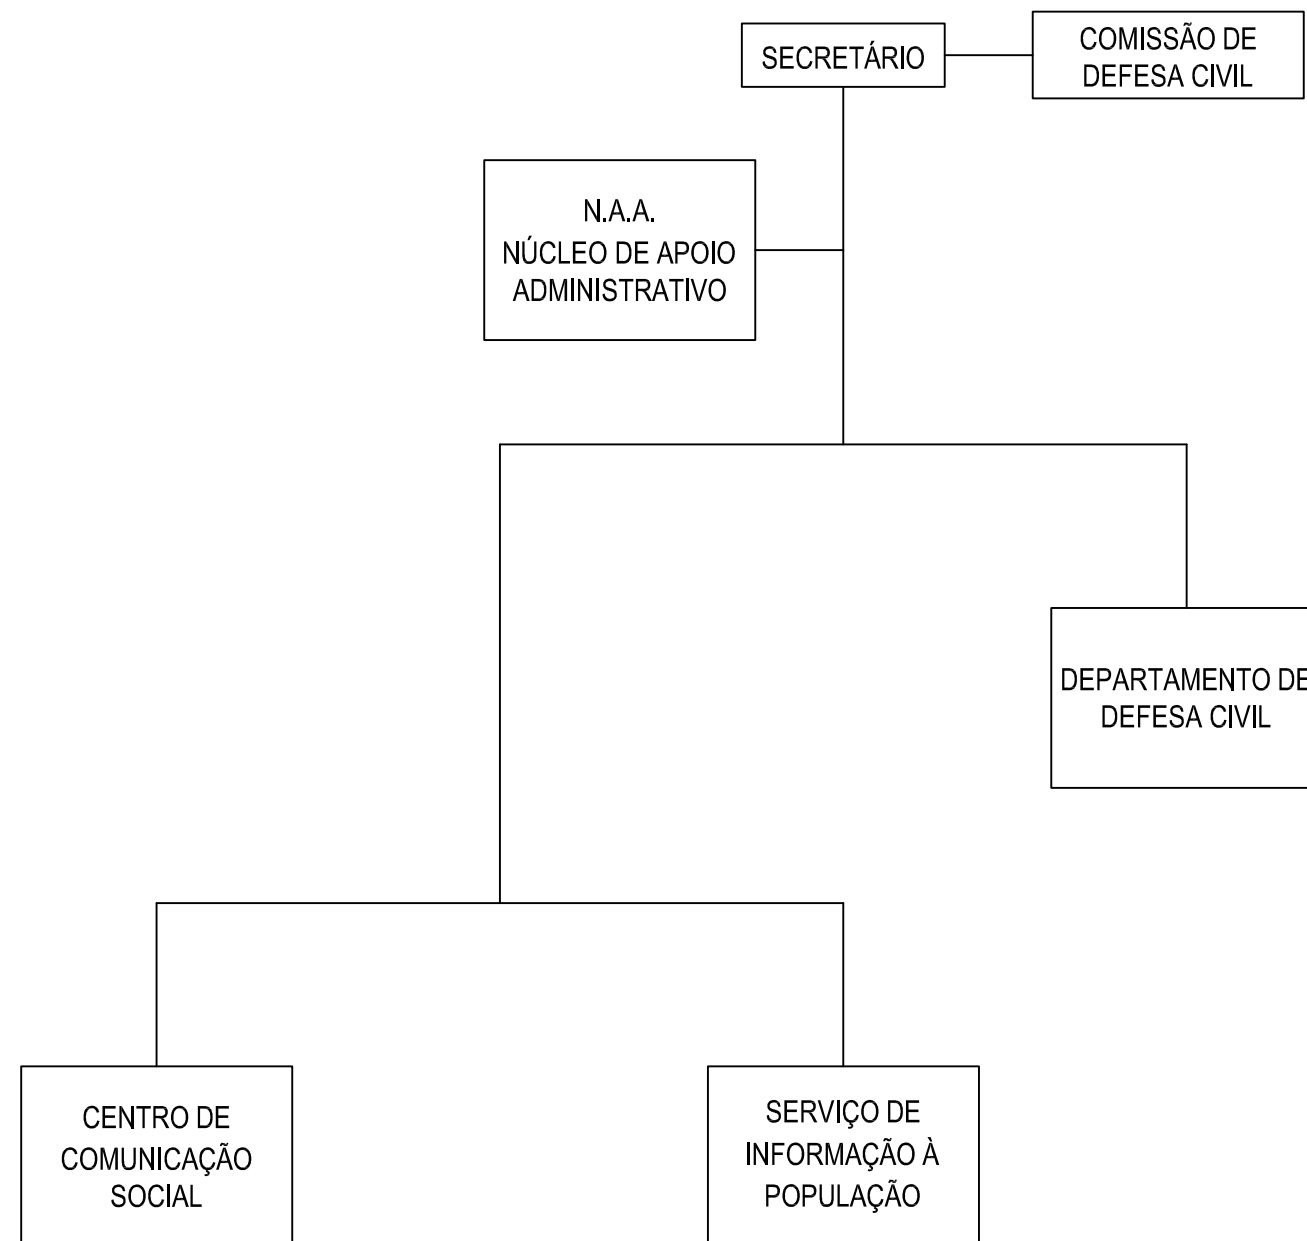 SECRETÁRIO
COMISSÃO DE
DEFESA CIVIL
N.A.A.
NÚCLEO DE APOIO
ADMINISTRATIVO
DEPARTAMENTO DE
DEFESA CIVIL
CENTRO DE
COMUNICAÇÃO
SOCIAL
SERVIÇO DE
INFORMAÇÃO À
POPULAÇÃO